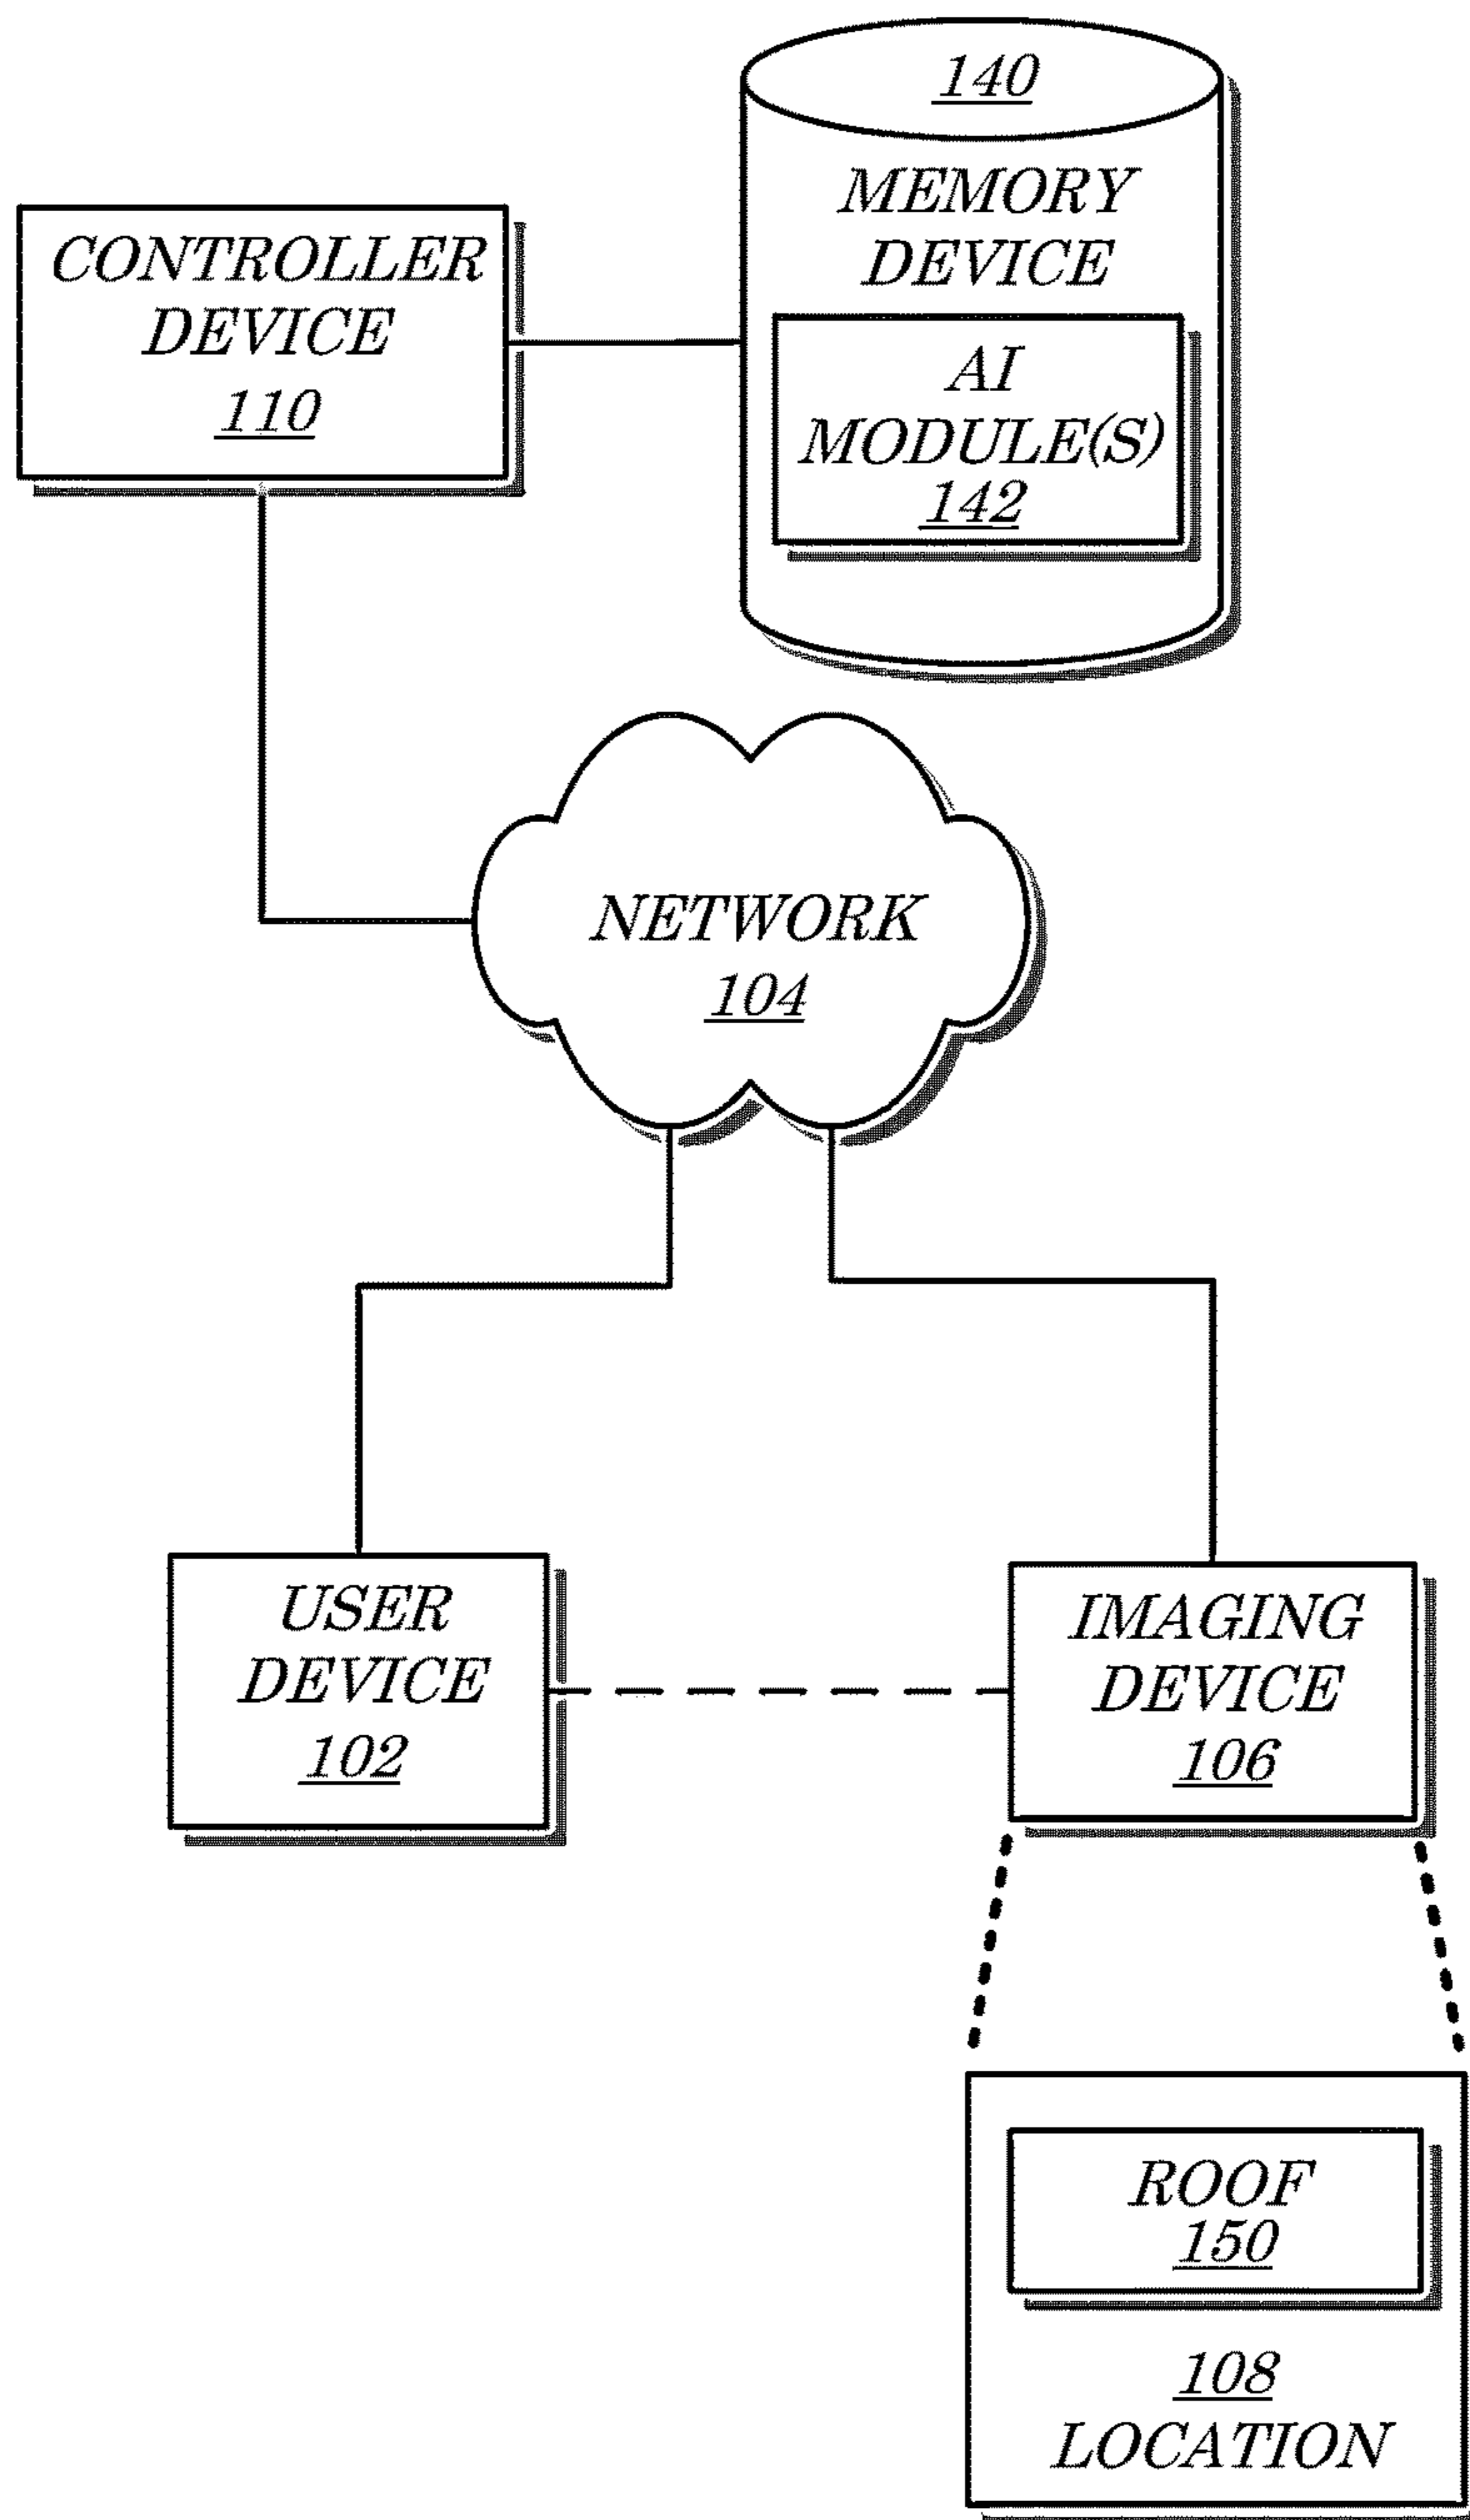 140
MEMORY
DEVICE
AI
MODULE(S)
142
CONTROLLER
DEVICE
110
NETWORK
104
USER
DEVICE
102
IMAGING
DEVICE
106
ROOF
150
108
LOCATION